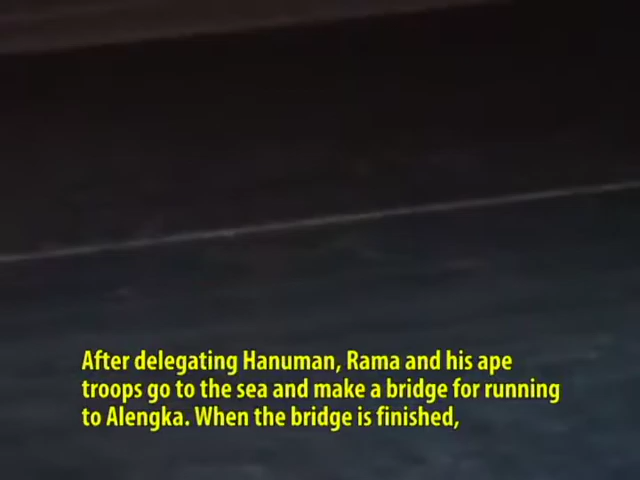 After delegating Hanuman, Rama and his ape
troops go to the sea and make a bridge for running
to Alengka. When the bridge is finished,